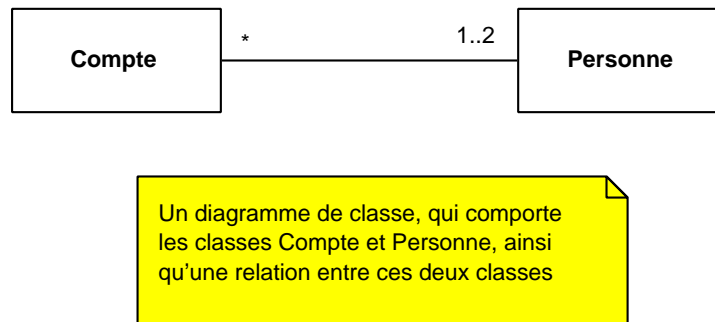 Compte
*
1..2
Personne
Un diagramme de classe, qui comporte
les classes Compte et Personne, ainsi
qu’une relation entre ces deux classes